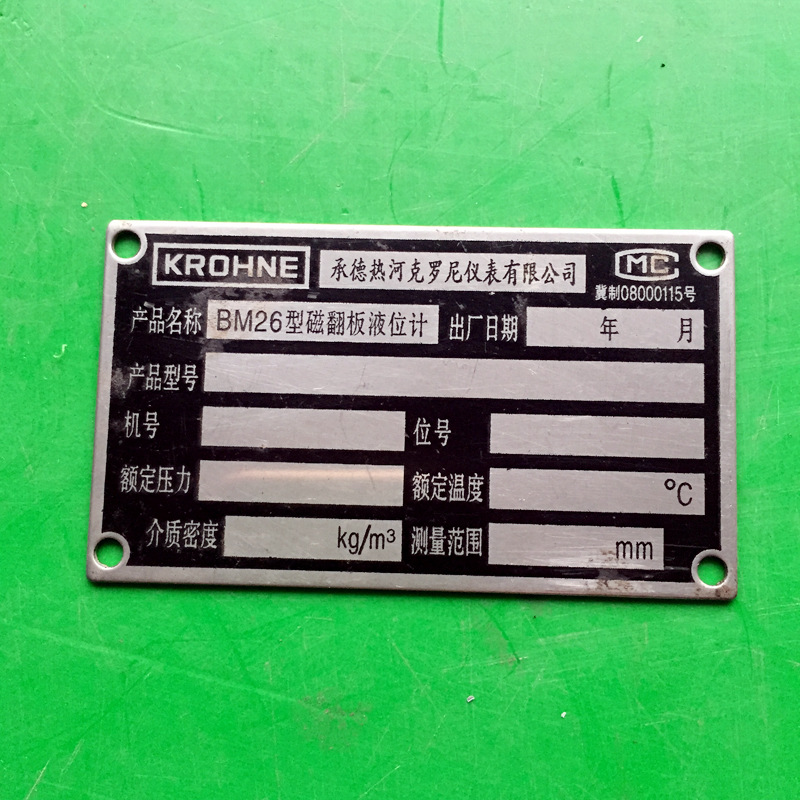 KROHNE 承德热河克罗尼仪表有限公司 MC
冀制08000115号
产品名称 BM26型磁翻板液位计 出厂日期 年 月
产品型号
机号 位号
额定压力 额定温度 °C
介质密度 kg/m³ 测量范围 mm